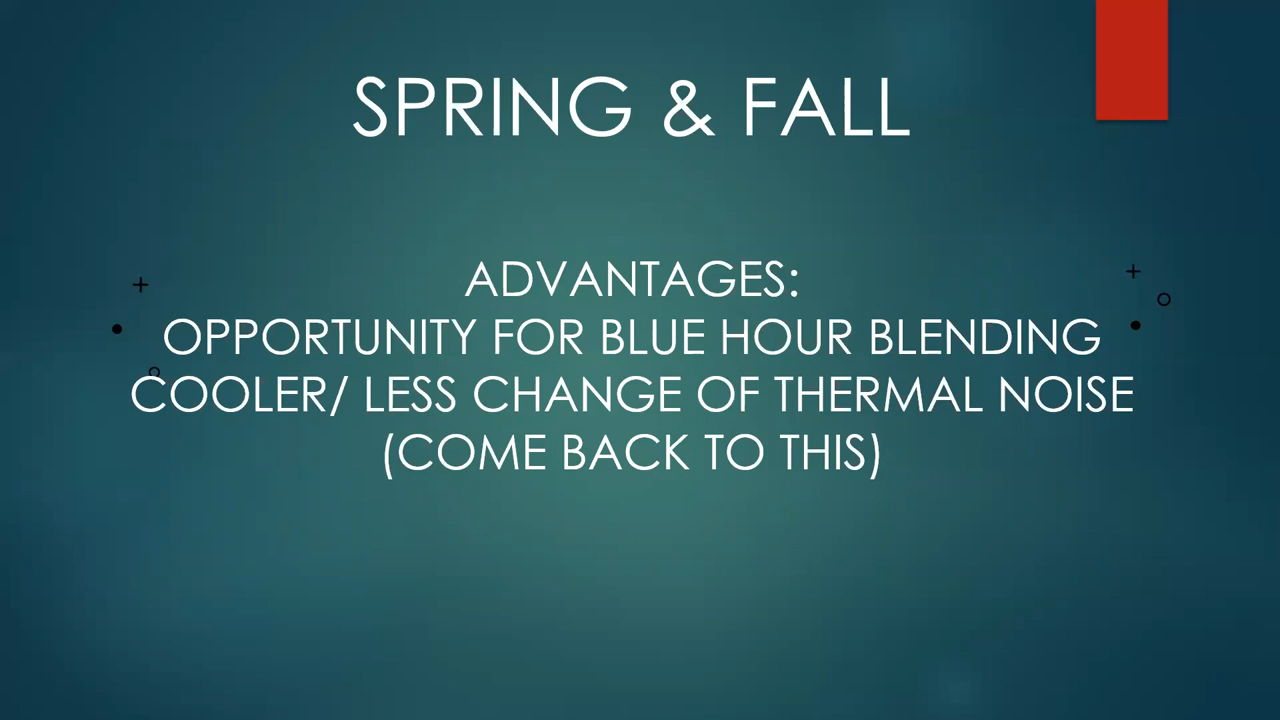 SPRING & FALL
ADVANTAGES:
OPPORTUNITY FOR BLUE HOUR BLENDING
COOLER/ LESS CHANGE OF THERMAL NOISE
(COME BACK TO THIS)